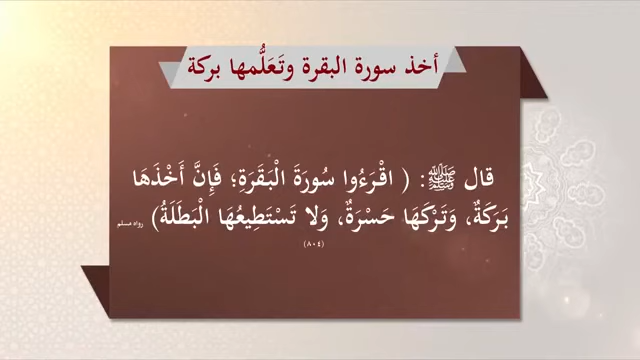 أخذ سورة البقرة وتَعَلُّمها بركة
قال ﷺ: ( اقْرَءُوا سُورَةَ الْبَقَرَةِ؛ فَإِنَّ أَخْذَهَا
بَرَكَةٌ، وَتَرْكَهَا حَسْرَةٌ، وَلا تَسْتَطِيعُهَا الْبَطَلَةُ) رواه مسلم
(٨٠٤)